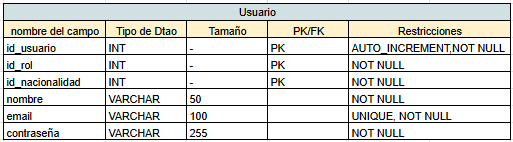 Usuario
nombre del campo Tipo de Dtao Tamaño PK/FK Restricciones
id_usuario INT - PK AUTO_INCREMENT,NOT NULL
id_rol INT - PK NOT NULL
id_nacionalidad INT - PK NOT NULL
nombre VARCHAR 50 NOT NULL
email VARCHAR 100 UNIQUE, NOT NULL
contraseña VARCHAR 255 NOT NULL